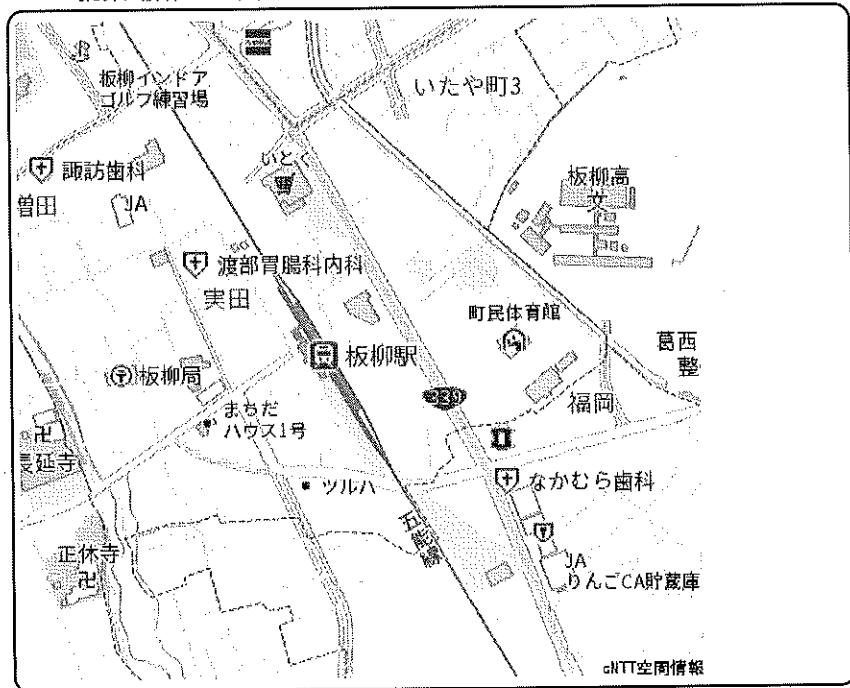 板柳インドア
ゴルフ練習場
いたや町3
いとく
諏訪歯科
JA
曽田
板柳高
文
渡部胃腸科内科
実田
町民体育館
板柳駅
葛西
整
板柳局
339
まちだ
ハウス1号
福岡
長延寺
ツルハ
なかむら歯科
五能線
正休寺
JA
りんごCA貯蔵庫
©NTT空間情報